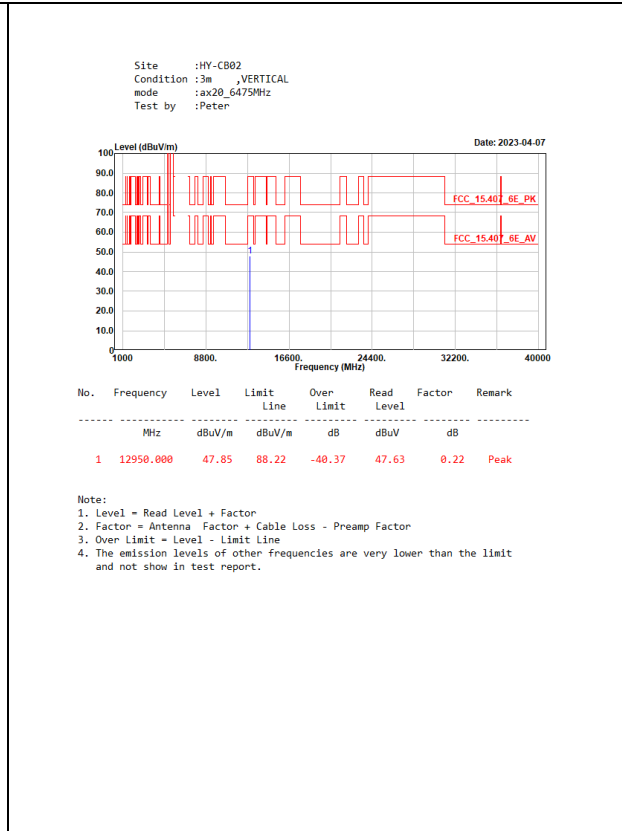 Site :HY-CB02
Condition :3m ,VERTICAL
mode :ax20_6475MHz
Test by :Peter
Level (dBuV/m)
Date: 2023-04-07
100
90.0
80.0
FCC_15.407_6E_PK
70.0
60.0
FCC_15.407_6E_AV
50.0
1
40.0
30.0
20.0
10.0
0
1000 8800. 16600. 24400. 32200. 40000
Frequency (MHz)
No. Frequency Level Limit Over Read Factor Remark
Line Limit Level
------ ----------- -------- --------- --------- -------- -------- ---------
MHz dBuV/m dBuV/m dB dBuV dB
1 12950.000 47.85 88.22 -40.37 47.63 0.22 Peak
Note:
1. Level = Read Level + Factor
2. Factor = Antenna Factor + Cable Loss - Preamp Factor
3. Over Limit = Level - Limit Line
4. The emission levels of other frequencies are very lower than the limit
and not show in test report.